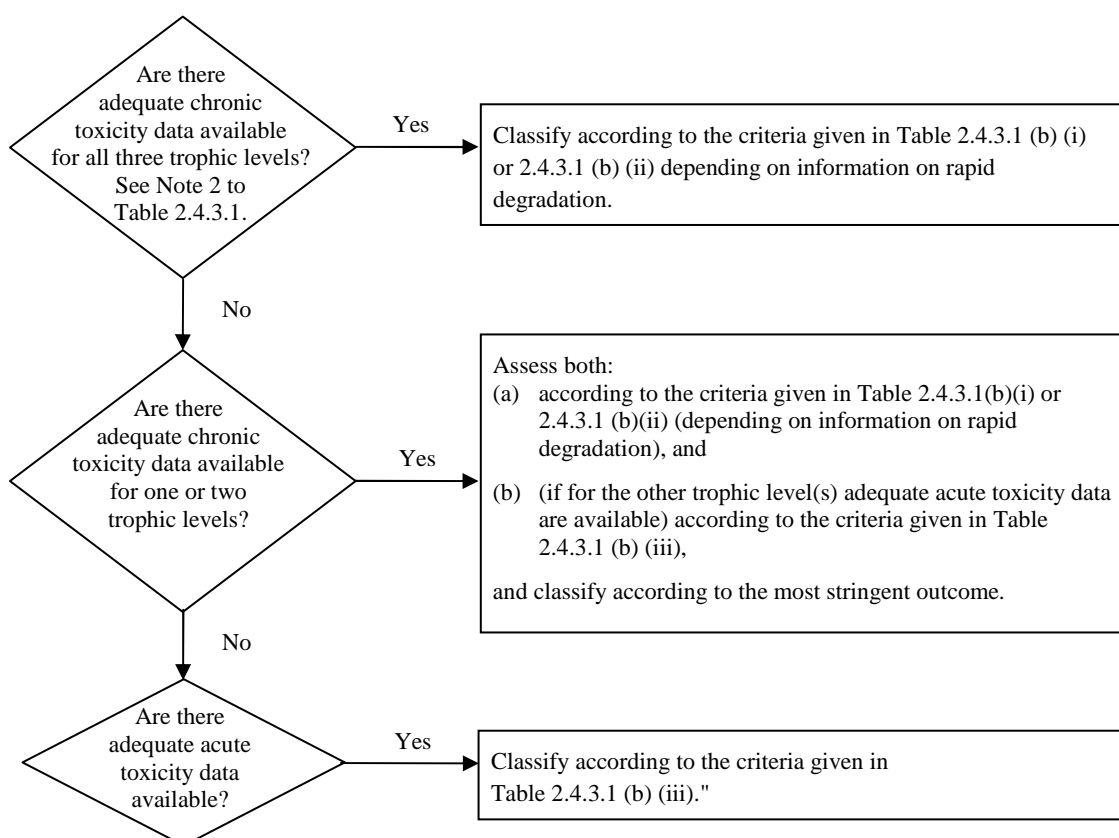 Are there
adequate chronic
toxicity data available
for all three trophic levels?
See Note 2 to
Table 2.4.3.1.
Yes
Classify according to the criteria given in Table 2.4.3.1 (b) (i)
or 2.4.3.1 (b) (ii) depending on information on rapid
degradation.
No
Are there
adequate chronic
toxicity data available
for one or two
trophic levels?
Yes
Assess both:
(a) according to the criteria given in Table 2.4.3.1(b)(i) or
2.4.3.1 (b)(ii) (depending on information on rapid
degradation), and
(b) (if for the other trophic level(s) adequate acute toxicity data
are available) according to the criteria given in Table
2.4.3.1 (b) (iii),
and classify according to the most stringent outcome.
No
Are there
adequate acute
toxicity data
available?
Yes
Classify according to the criteria given in
Table 2.4.3.1 (b) (iii)."